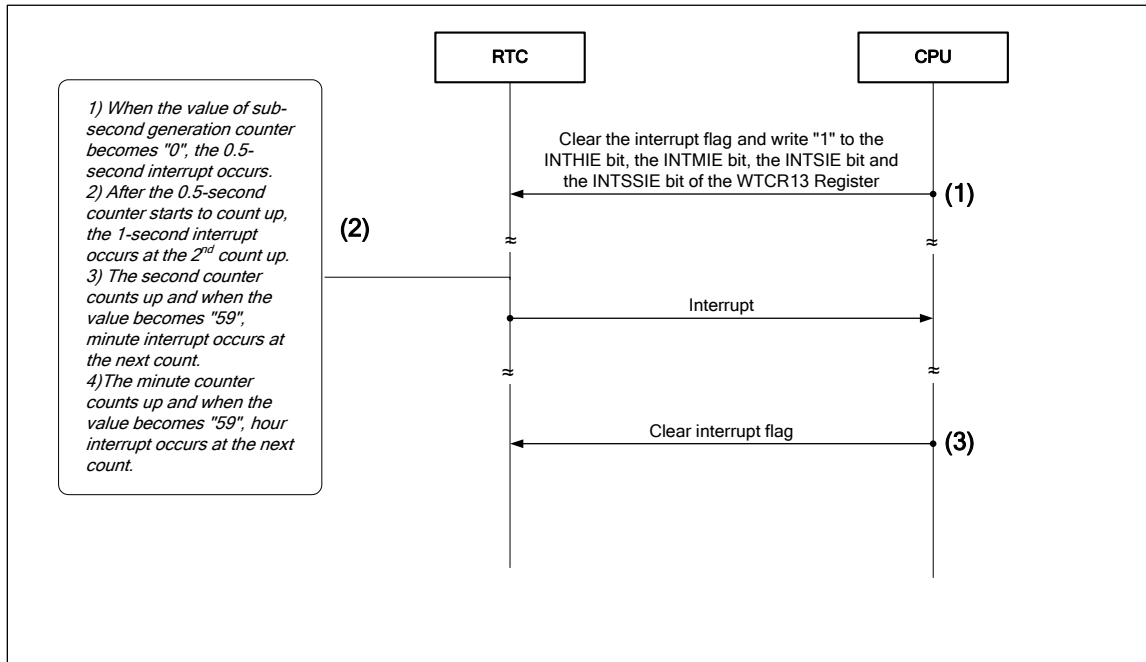 RTC
CPU
1) When the value of sub-
second generation counter
becomes "0", the 0.5-
second interrupt occurs.
2) After the 0.5-second
counter starts to count up,
the 1-second interrupt
occurs at the 2nd count up.
3) The second counter
counts up and when the
value becomes "59",
minute interrupt occurs at
the next count.
4)The minute counter
counts up and when the
value becomes "59", hour
interrupt occurs at the next
count.
(2)
Clear the interrupt flag and write "1" to the
INTHIE bit, the INTMIE bit, the INTSIE bit and
the INTSSIE bit of the WTCR13 Register
(1)
≈
≈
Interrupt
≈
≈
Clear interrupt flag
(3)